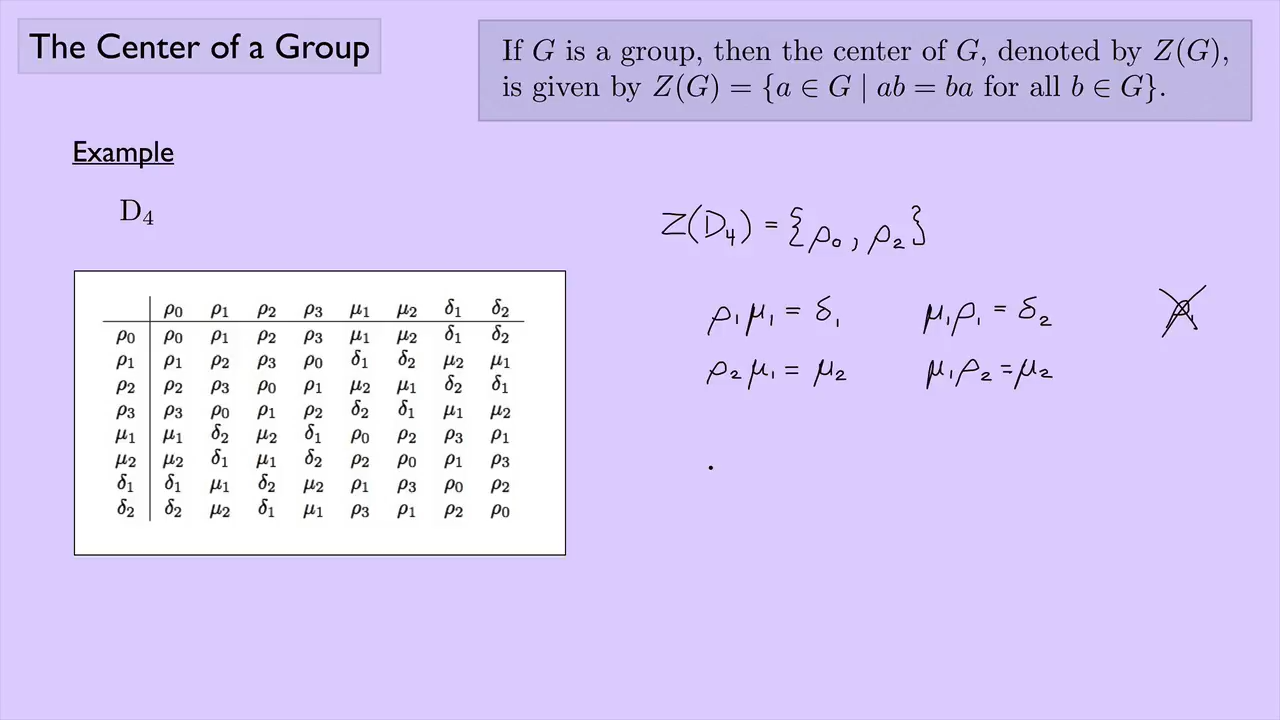 The Center of a Group
If G is a group, then the center of G, denoted by Z(G),
is given by Z(G) = {a ∈ G | ab = ba for all b ∈ G}.
Example
D₄
Z(D₄) = {ρ₀, ρ₂}
ρ₁μ₁ = δ₁ μ₁ρ₁ = δ₂ ρ₁
ρ₂μ₁ = μ₂ μ₁ρ₂ = μ₂
ρ₀ ρ₁ ρ₂ ρ₃ μ₁ μ₂ δ₁ δ₂
ρ₀ ρ₀ ρ₁ ρ₂ ρ₃ μ₁ μ₂ δ₁ δ₂
ρ₁ ρ₁ ρ₂ ρ₃ ρ₀ δ₁ δ₂ μ₂ μ₁
ρ₂ ρ₂ ρ₃ ρ₀ ρ₁ μ₂ μ₁ δ₂ δ₁
ρ₃ ρ₃ ρ₀ ρ₁ ρ₂ δ₂ δ₁ μ₁ μ₂
μ₁ μ₁ δ₂ μ₂ δ₁ ρ₀ ρ₂ ρ₃ ρ₁
μ₂ μ₂ δ₁ μ₁ δ₂ ρ₂ ρ₀ ρ₁ ρ₃
δ₁ δ₁ μ₁ δ₂ μ₂ ρ₁ ρ₃ ρ₀ ρ₂
δ₂ δ₂ μ₂ δ₁ μ₁ ρ₃ ρ₁ ρ₂ ρ₀